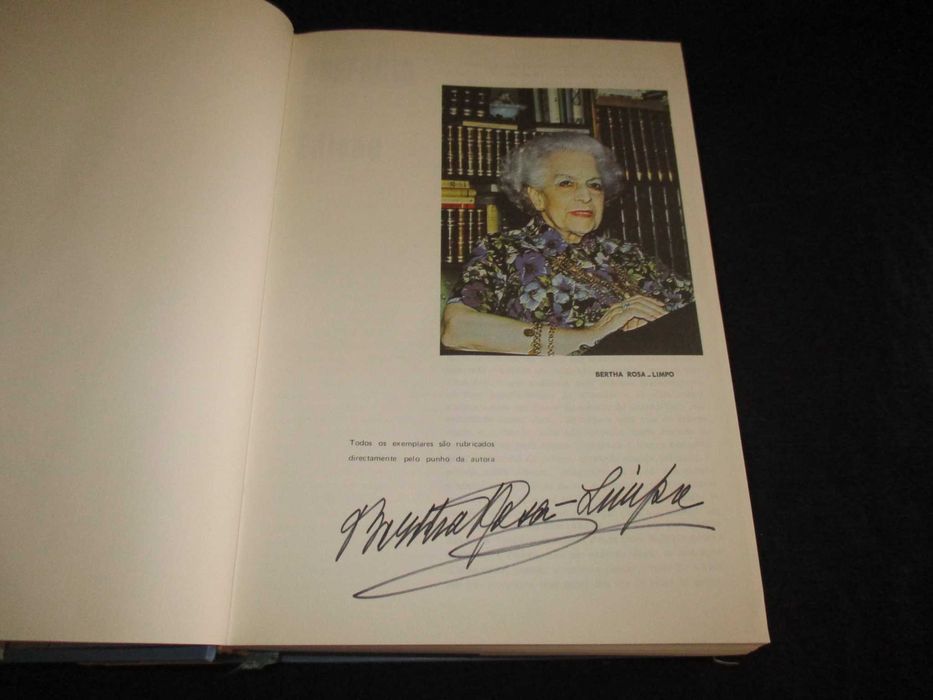 BERTHA ROSA-LIMPO
Todos os exemplares são rubricados
directamente pelo punho da autora
Bertha Rosa-Limpo